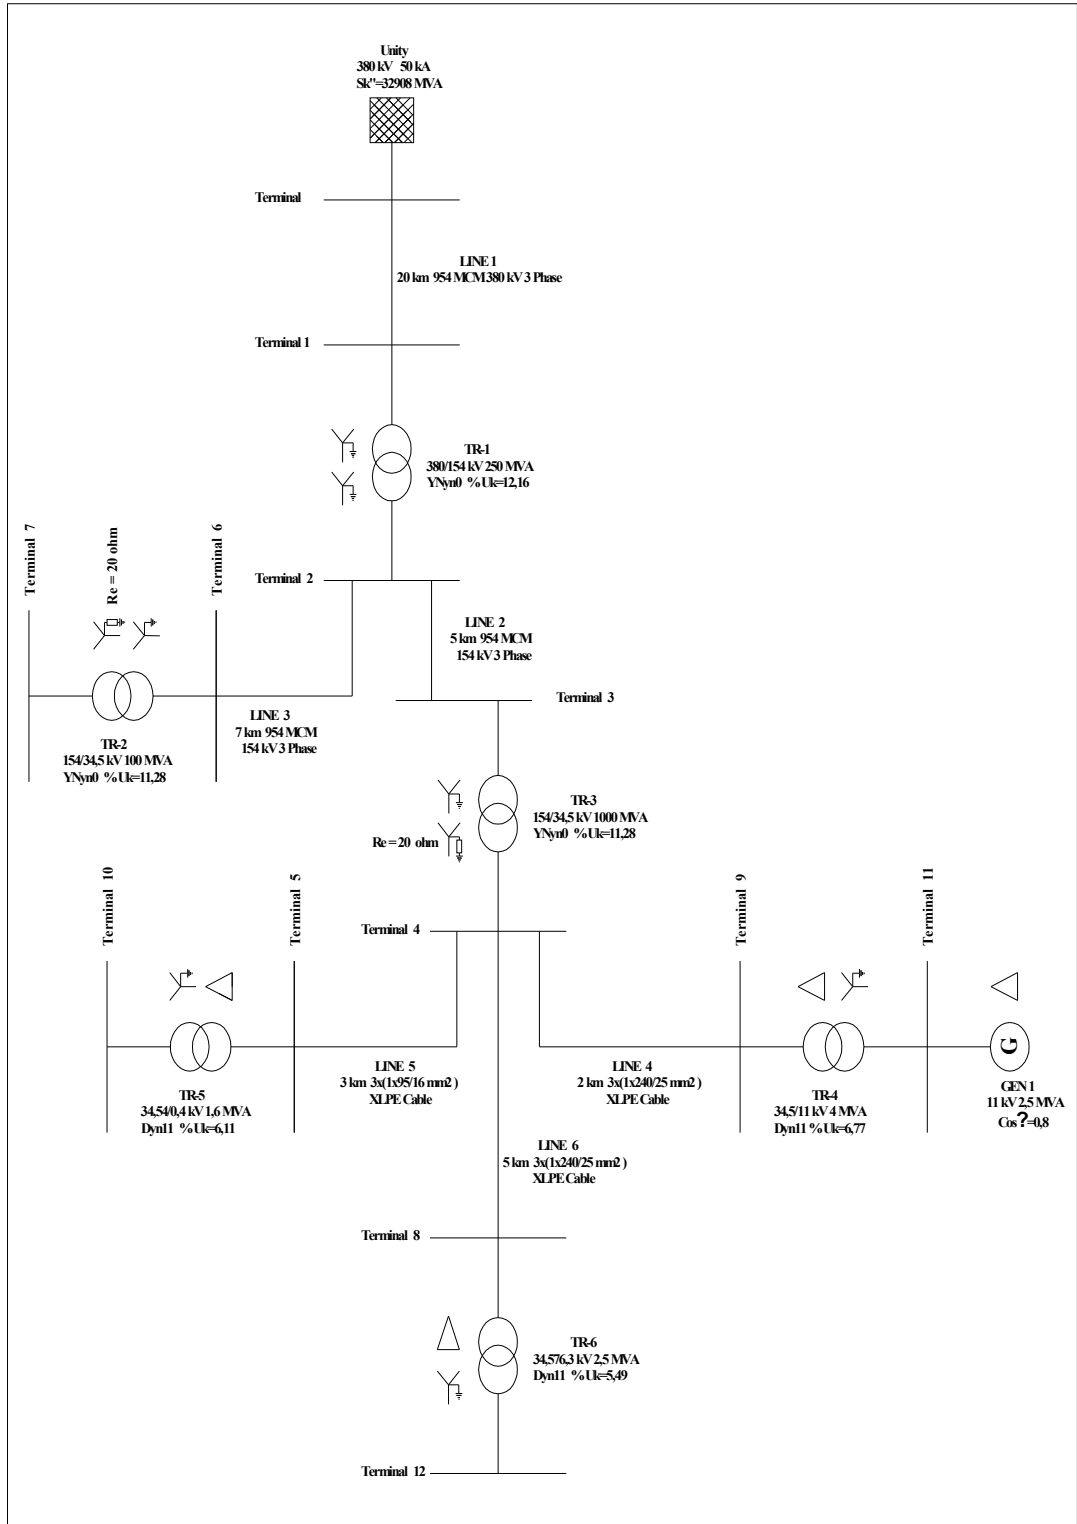 Unity
380 kV 50 kA
Sk"=32908 MVA
Terminal
LINE 1
20 km 954 MCM 380 kV 3 Phase
Terminal 1
TR-1
380/154 kV 250 MVA
YNyn0 %Uk=12,16
Terminal 7
Re = 20 ohm
Terminal 6
Terminal 2
LINE 2
5 km 954 MCM
154 kV 3 Phase
Terminal 3
LINE 3
7 km 954 MCM
154 kV 3 Phase
TR-2
154/34,5 kV 100 MVA
YNyn0 %Uk=11,28
TR-3
154/34,5 kV 1000 MVA
YNyn0 %Uk=11,28
Re = 20 ohm
Terminal 10
Terminal 5
Terminal 4
Terminal 9
Terminal 11
LINE 5
3 km 3x(1x95/16 mm2 )
XLPE Cable
LINE 4
2 km 3x(1x240/25 mm2 )
XLPE Cable
G
TR-5
34,54/0,4 kV 1,6 MVA
Dyn11 %Uk=6,11
TR-4
34,5/11 kV 4 MVA
Dyn11 %Uk=6,77
GEN 1
11 kV 2,5 MVA
Cos ?=0,8
LINE 6
5 km 3x(1x240/25 mm2 )
XLPE Cable
Terminal 8
TR-6
34,576,3 kV 2,5 MVA
Dyn11 %Uk=5,49
Terminal 12